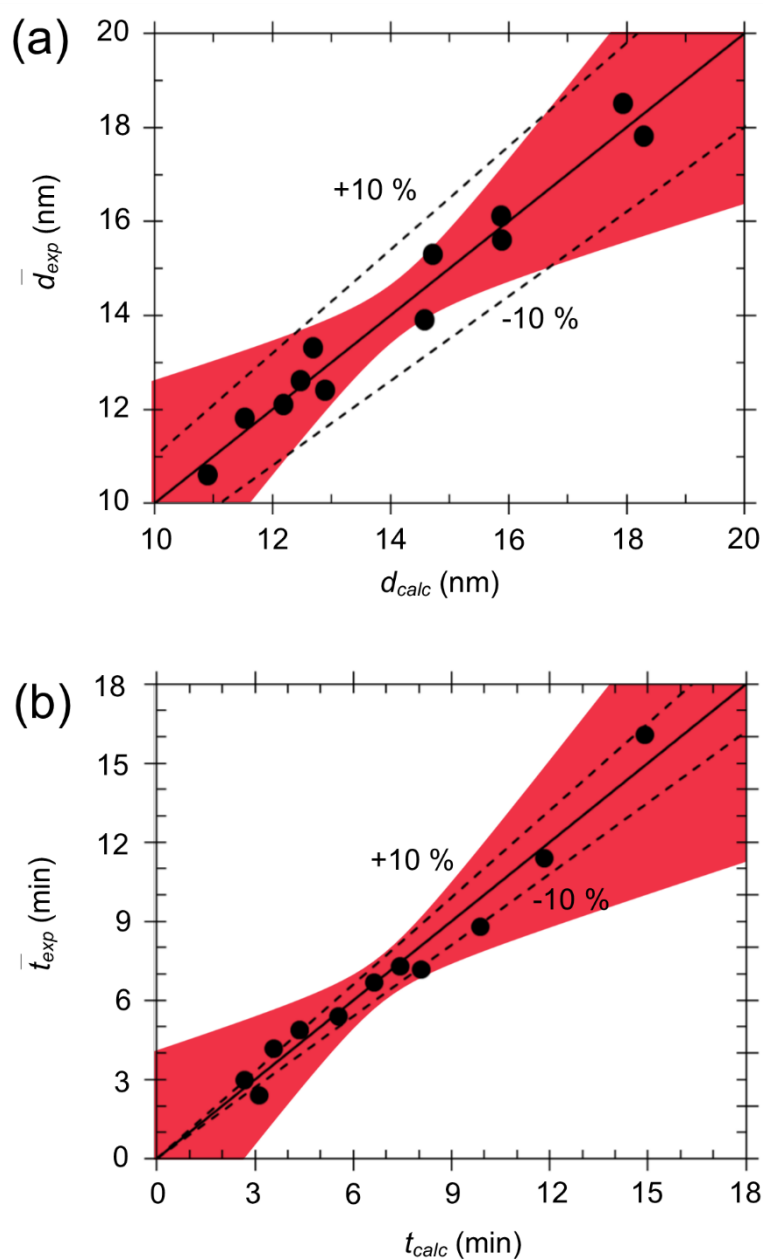 (a)
20
18
16
14
12
10
d̅exp (nm)
+10 %
-10 %
10 12 14 16 18 20
dcalc (nm)
(b)
18
15
12
9
6
3
0
t̅exp (min)
+10 %
-10 %
0 3 6 9 12 15 18
tcalc (min)